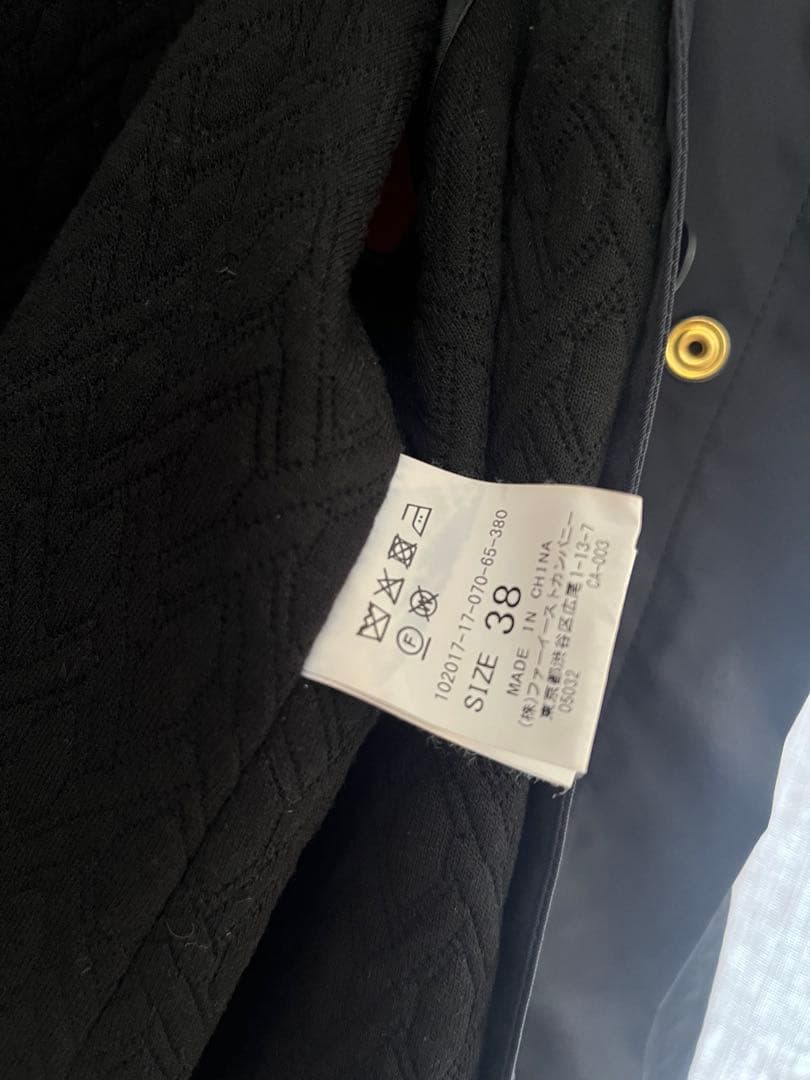 F
W
102017-17-070-65-380
SIZE 38
MADE IN CHINA
(株)ファーイーストカンパニー
東京都渋谷区広尾1-13-7
05032 CA-003